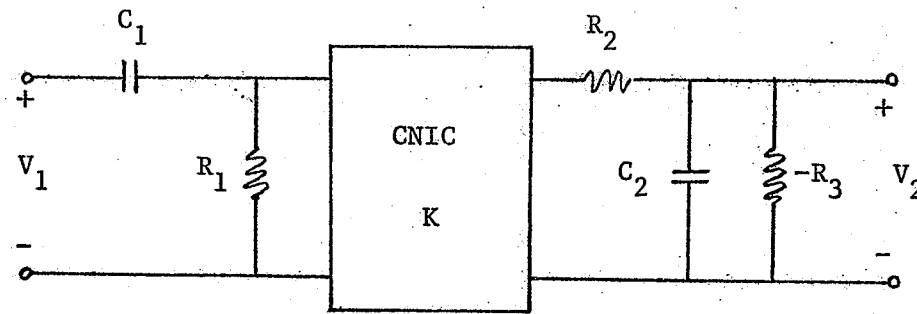 C1
R2
+
+
CNIC
V1
R1
C2
-R3
V2
K
-
-